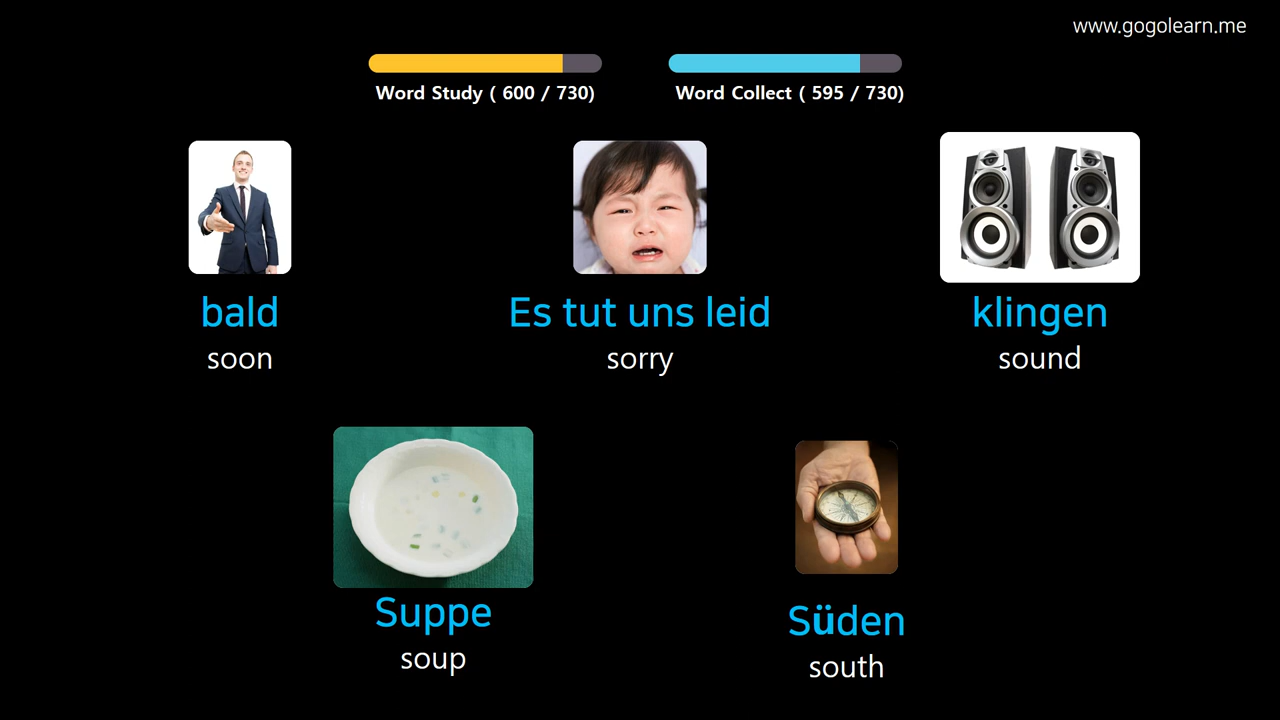 www.gogolearn.me
Word Study ( 600 / 730)
Word Collect ( 595 / 730)
bald
soon
Es tut uns leid
sorry
klingen
sound
Suppe
soup
Süden
south